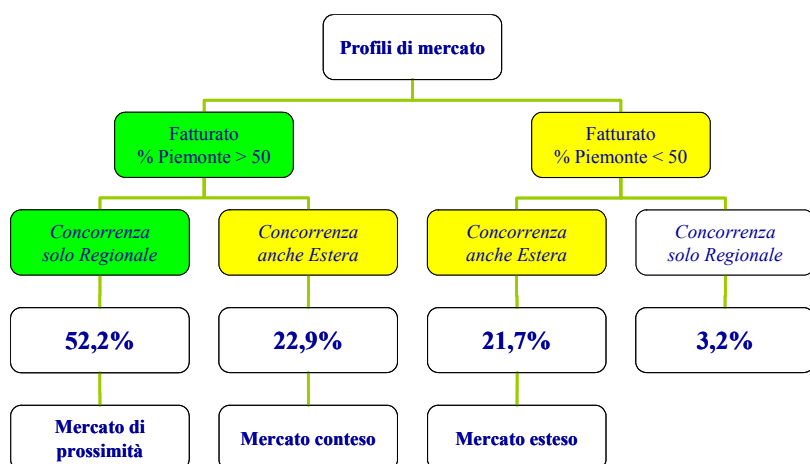 Profili di mercato
Fatturato
% Piemonte > 50
Fatturato
% Piemonte < 50
Concorrenza
solo Regionale
Concorrenza
anche Estera
Concorrenza
anche Estera
Concorrenza
solo Regionale
52,2%
22,9%
21,7%
3,2%
Mercato di
prossimità
Mercato conteso
Mercato esteso